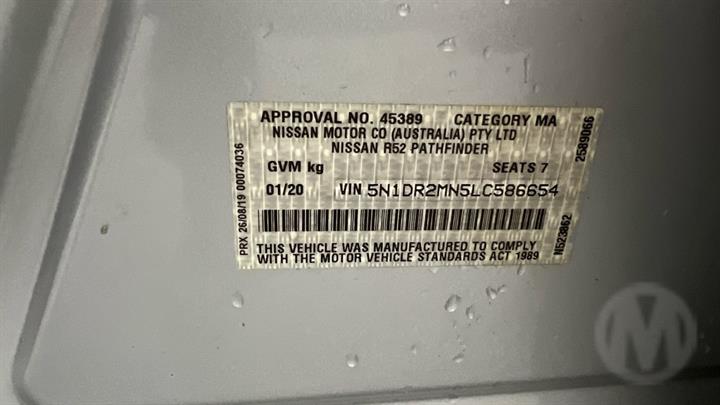 APPROVAL NO. 45389 CATEGORY MA
NISSAN MOTOR CO (AUSTRALIA) PTY LTD
NISSAN R52 PATHFINDER
GVM kg SEATS 7
01/20 VIN 5N1DR2MN5LC586654
THIS VEHICLE WAS MANUFACTURED TO COMPLY
WITH THE MOTOR VEHICLE STANDARDS ACT 1989
PRX 26/08/19 00074036
2589066
N523862
M